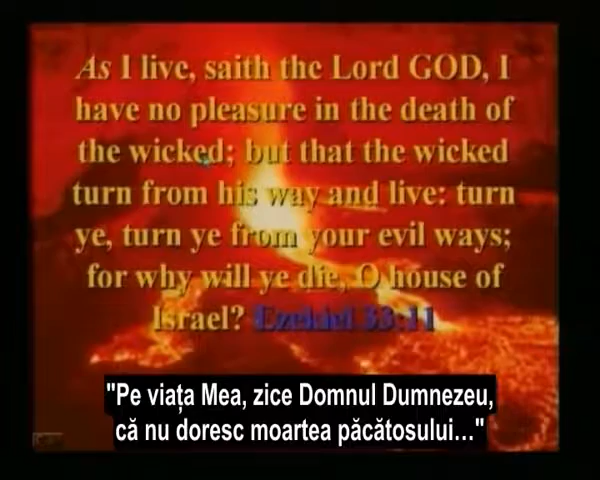 As I live, saith the Lord GOD, I
have no pleasure in the death of
the wicked; but that the wicked
turn from his way and live: turn
ye, turn ye from your evil ways;
for why will ye die, O house of
Israel? Ezekiel 33:11
"Pe viața Mea, zice Domnul Dumnezeu,
că nu doresc moartea păcătosului..."